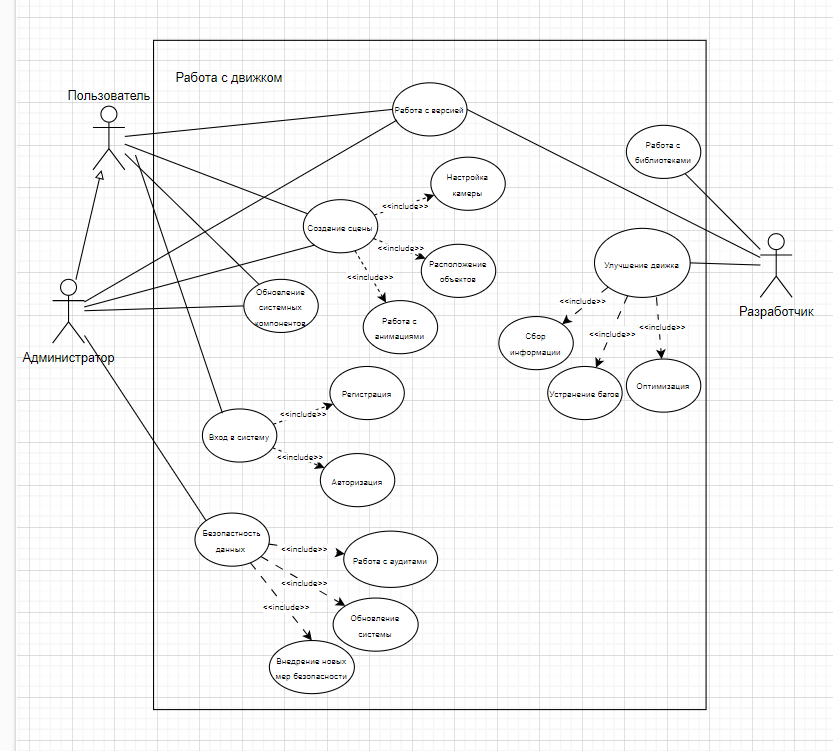 Работа с движком
Пользователь
Работа с версией
Работа с
библиотеками
Настройка
камеры
<<include>>
Создание сцены
<<include>>
Расположение
объектов
Улучшение движка
<<include>>
Обновление
системных
компонентов
Работа с
анимациями
<<include>>
<<include>>
<<include>>
Разработчик
Администратор
Сбор
информации
Устранение багов
Оптимизация
Регистрация
<<include>>
Вход в систему
<<include>>
Авторизация
Безопастность
данных
<<include>>
Работа с аудитами
<<include>>
<<include>>
Обновление
системы
Внедрение новых
мер безопасности